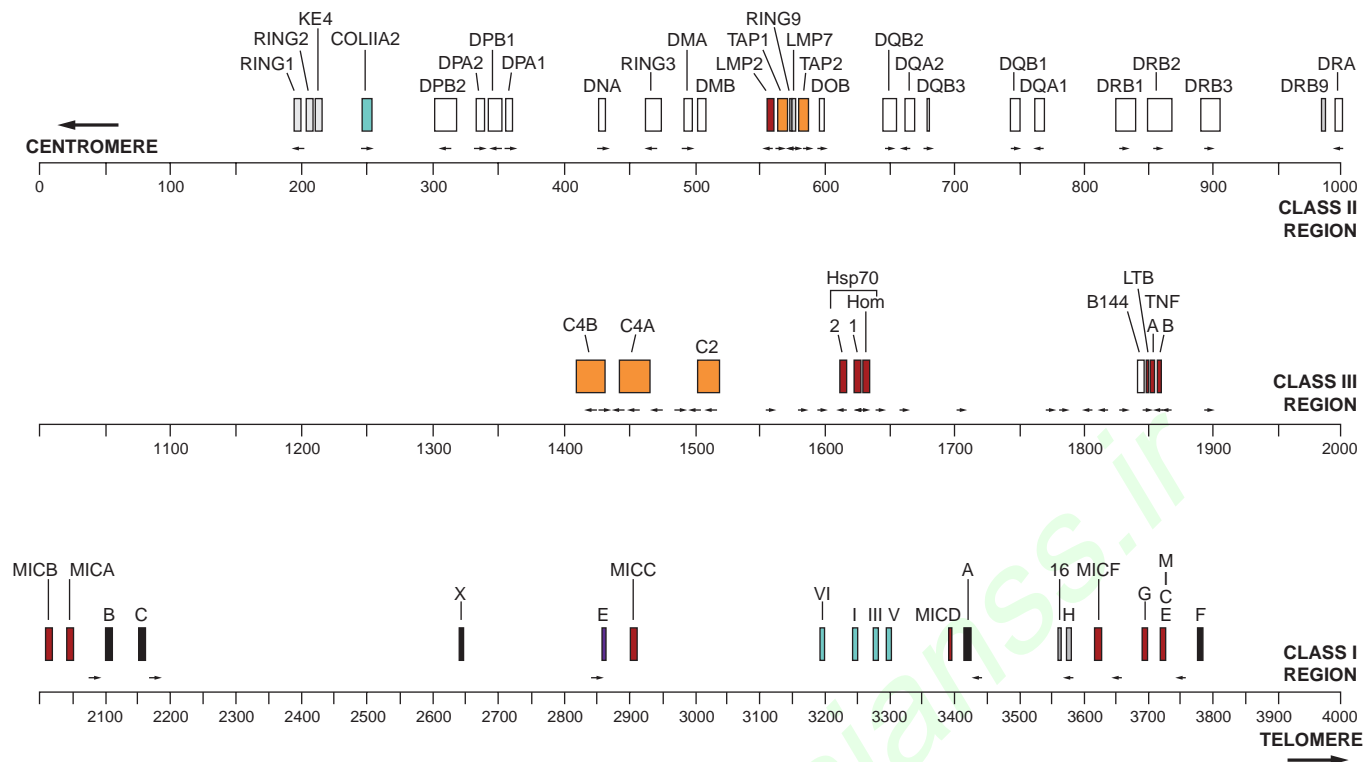 KE4
RING9
RING2 COLIIA2 DPB1 DMA TAP1 LMP7 DQB2 DRB2 DRA
RING1 DPA2 DPA1 RING3 LMP2 TAP2 DQA2 DQB1 DRB1 DRB3
DPB2 DNA DMB DOB DQB3 DQA1 DRB9
CENTROMERE
0 200 300 400 500 600 700 800 900 1000
CLASS II
REGION
Hsp70 LTB
Hom B144 TNF
C4B C4A C2 2 1 A B
CLASS III
REGION
1100 1200 1300 1400 1500 1600 1700 1800 1900 2000
MICB MICA MICC A 16 MICF M
I
X VI G C
B C E I III V MICD H E F
CLASS I
REGION
2100 2200 2300 2400 2500 2600 2700 2800 2900 3000 3200 3300 3400 3500 3600 3700 3800 3900 4000
TELOMERE